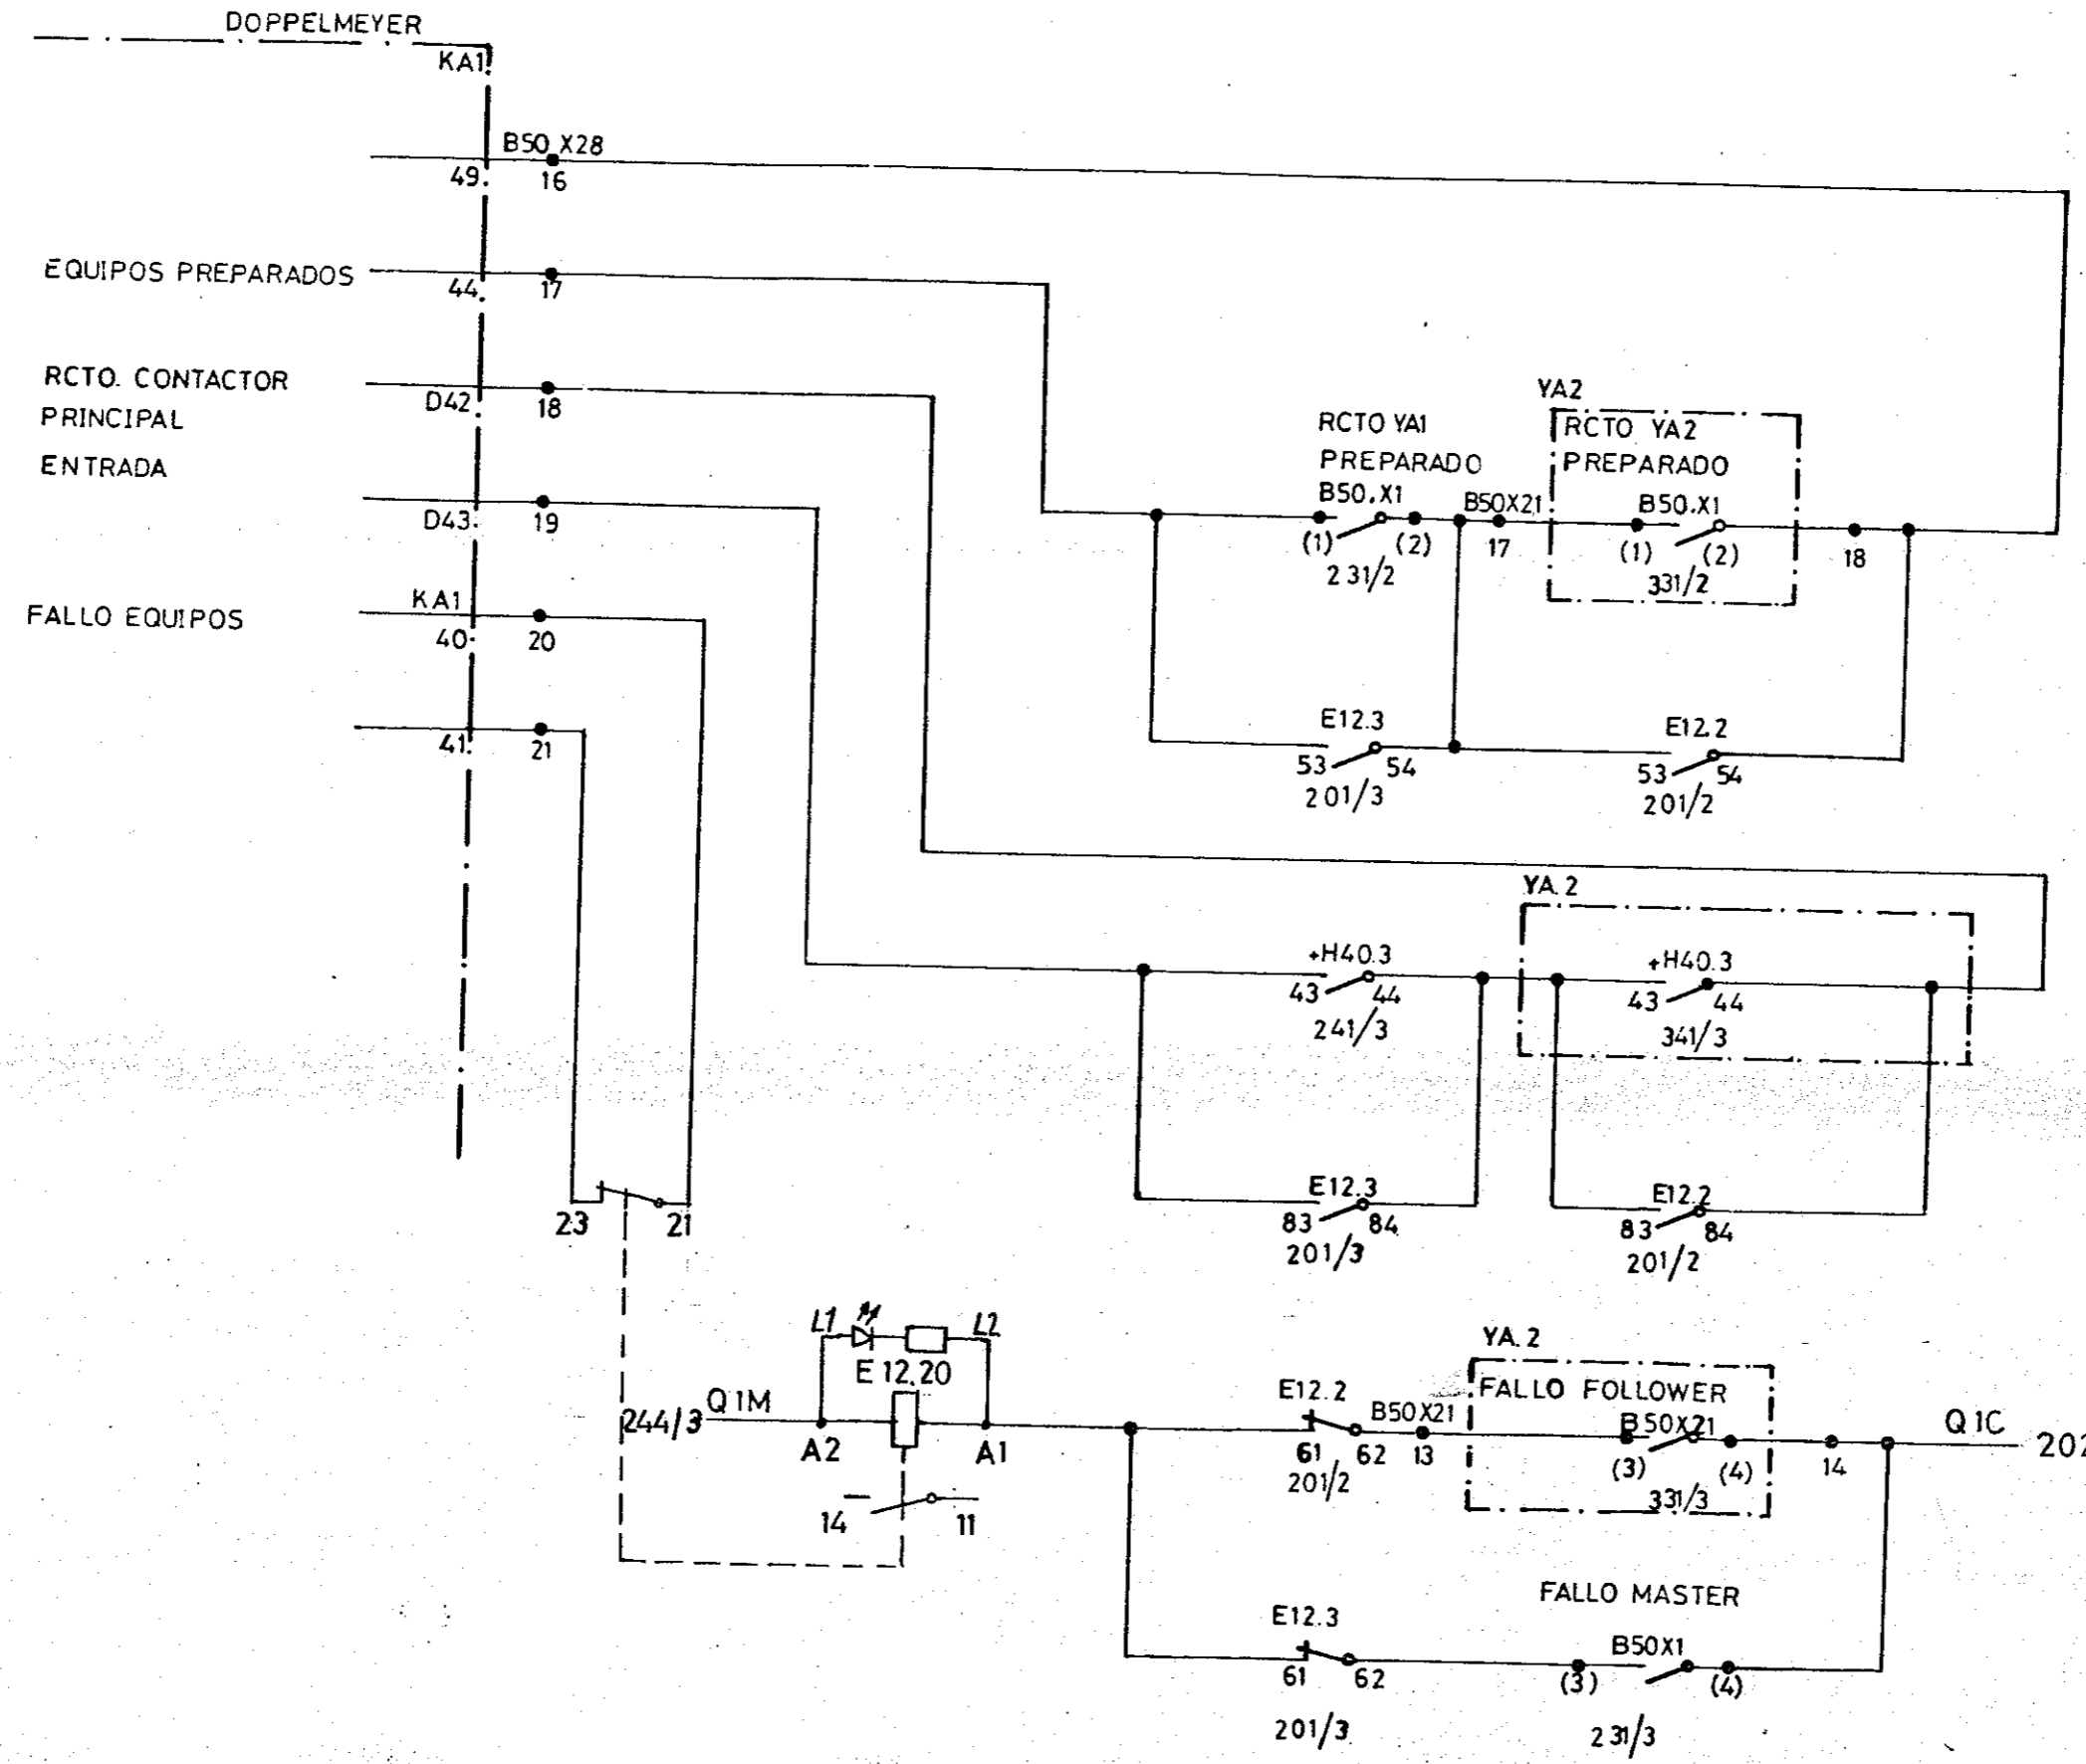 DOPPELMEYER
KA1
B50.X28
49
16
EQUIPOS PREPARADOS
44
17
RCTO. CONTACTOR
PRINCIPAL
ENTRADA
D42
18
D43
19
KA1
FALLO EQUIPOS
40
20
41
21
YA2
RCTO YA1
PREPARADO
RCTO YA2
PREPARADO
B50.X1
B50X21
B50.X1
(1)
(2)
17
(1)
(2)
18
231/2
331/2
E12.3
E12.2
53
54
53
54
201/3
201/2
YA.2
+H40.3
+H40.3
43
44
43
44
241/3
341/3
23
21
E12.3
E12.2
83
84
83
84
201/3
201/2
L1
L2
E 12.20
244/3
Q1M
A2
A1
14
11
YA.2
FALLO FOLLOWER
E12.2
B50X21
B50X21
Q1C
202
61
62
13
(3)
(4)
14
201/2
331/3
FALLO MASTER
E12.3
B50X1
61
62
(3)
(4)
201/3
231/3